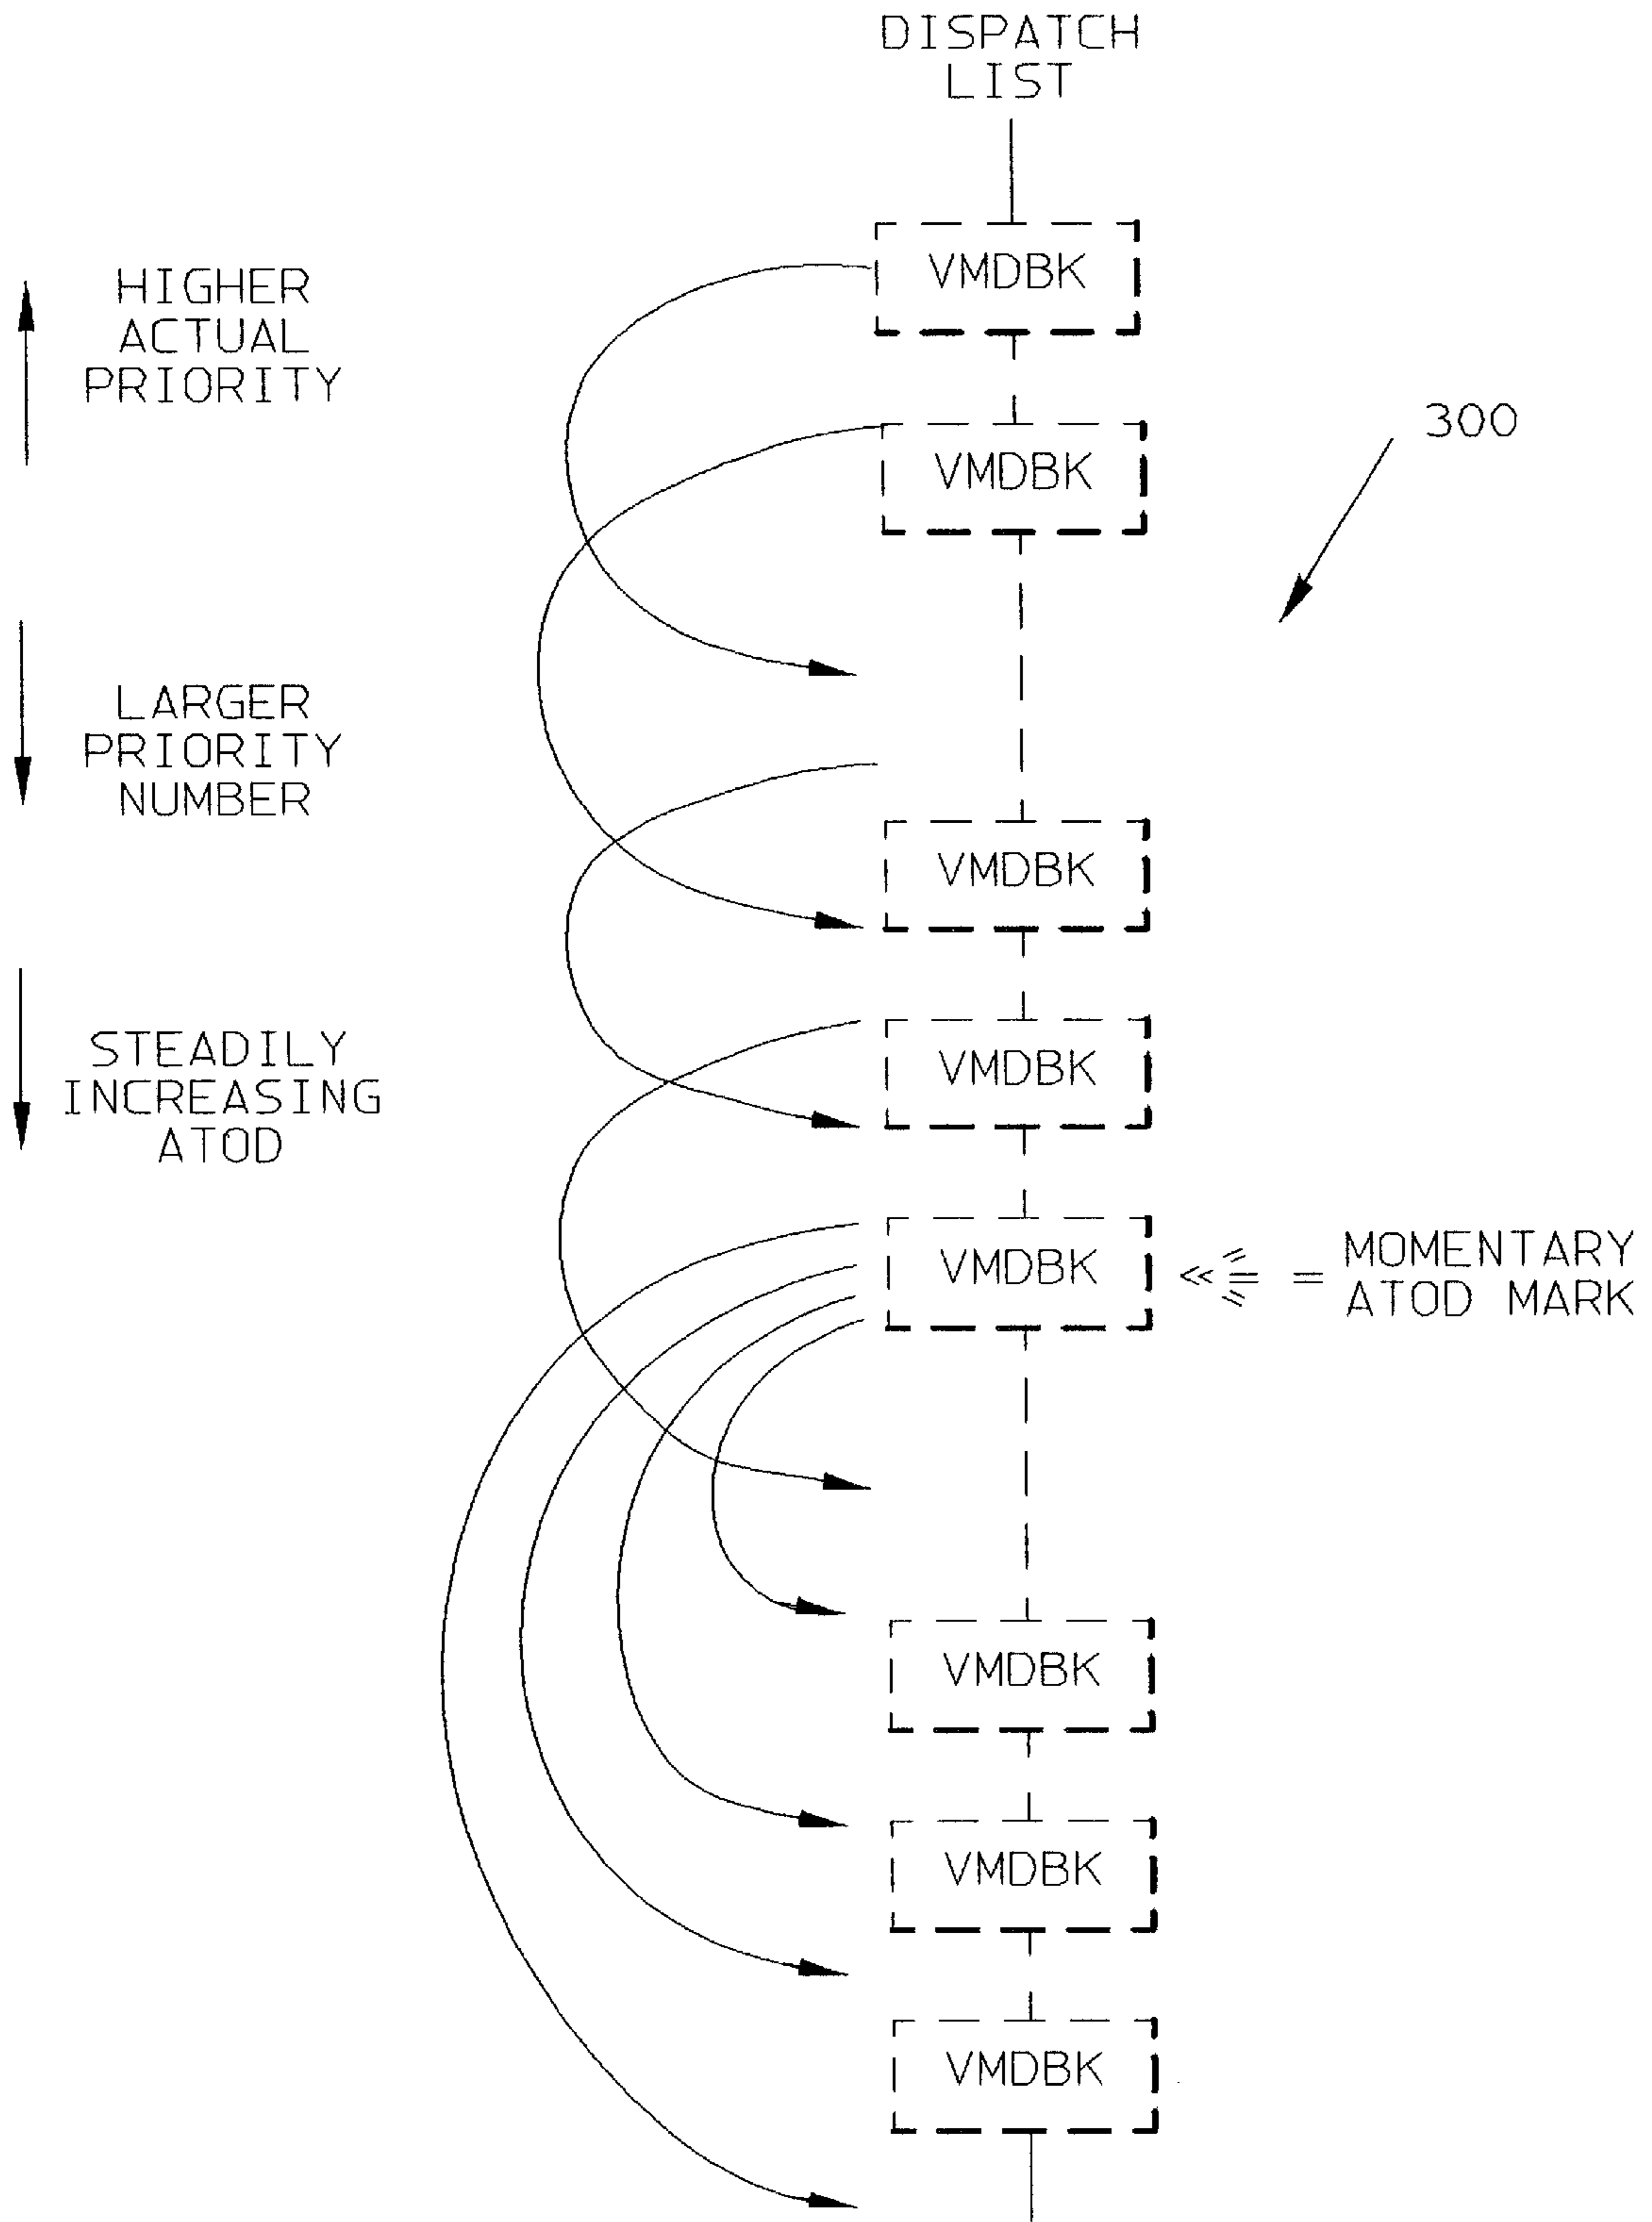 DISPATCH
LIST
VMDBK
HIGHER
ACTUAL
PRIORITY
300
VMDBK
LARGER
PRIORITY
NUMBER
VMDBK
STEADILY
INCREASING
ATOD
VMDBK
VMDBK
= MOMENTARY
ATOD MARK
VMDBK
VMDBK
VMDBK